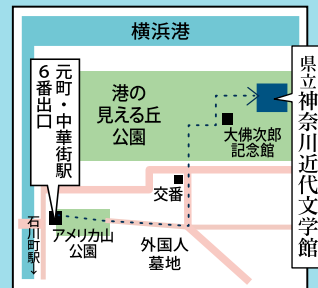 横浜港
元町・中華街駅
6番出口
港の
見える丘
公園
県立神奈川近代文学館
大佛次郎
記念館
交番
アメリカ山
公園
外国人
墓地
石川町駅→